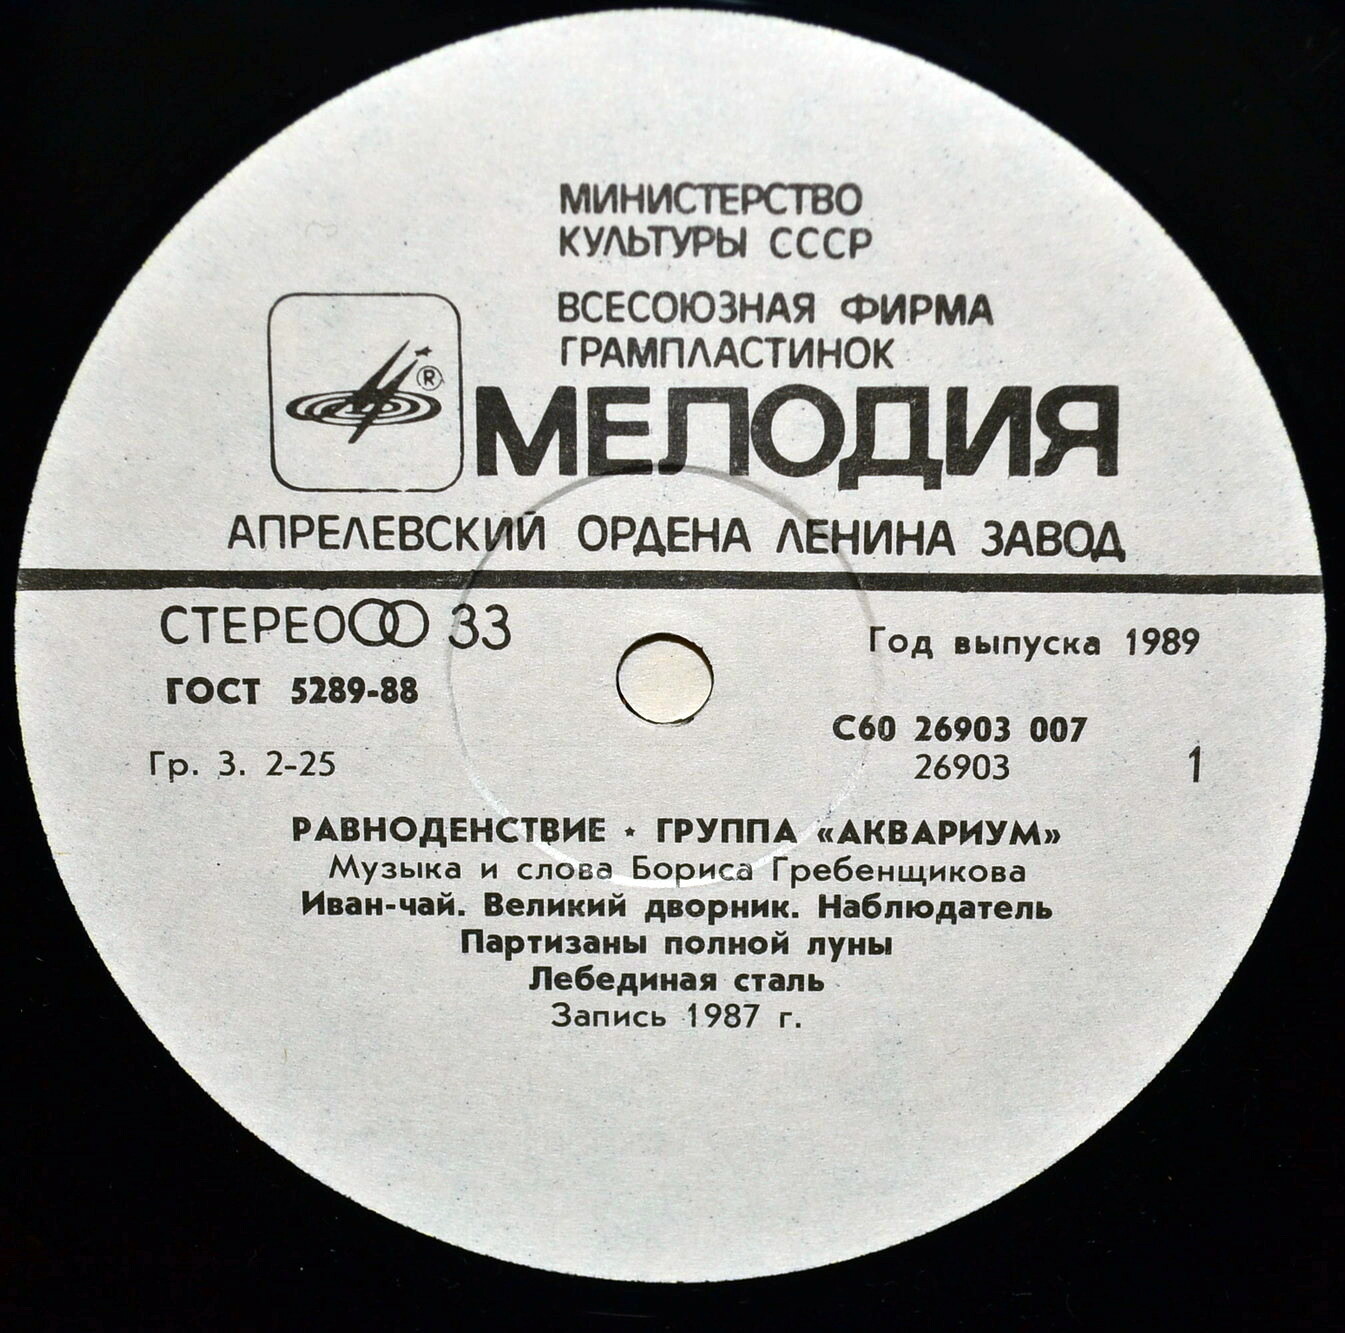 МИНИСТЕРСТВО
КУЛЬТУРЫ СССР
ВСЕСОЮЗНАЯ ФИРМА
ГРАМПЛАСТИНОК
®
МЕЛОДИЯ
АПРЕЛЕВСКИЙ ОРДЕНА ЛЕНИНА ЗАВОД
СТЕРЕО 33
Год выпуска 1989
ГОСТ 5289-88
С60 26903 007
Гр. 3. 2-25
26903 1
РАВНОДЕНСТВИЕ • ГРУППА «АКВАРИУМ»
Музыка и слова Бориса Гребенщикова
Иван-чай. Великий дворник. Наблюдатель
Партизаны полной луны
Лебединая сталь
Запись 1987 г.